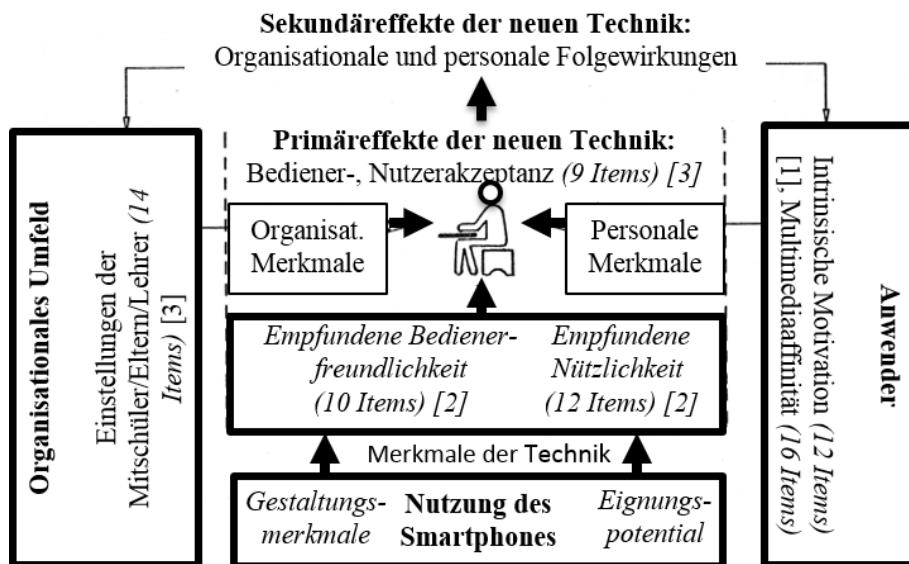 Sekundäreffekte der neuen Technik:
Organisationale und personale Folgewirkungen
Organisationales Umfeld
Einstellungen der
Mitschüler/Eltern/Lehrer (14
Items) [3]
Primäreffekte der neuen Technik:
Bediener-, Nutzerakzeptanz (9 Items) [3]
Organisat.
Merkmale
Personale
Merkmale
Empfundene Bediener-
freundlichkeit
(10 Items) [2]
Empfundene
Nützlichkeit
(12 Items) [2]
Merkmale der Technik
Gestaltungs-
merkmale
Nutzung des
Smartphones
Eignungs-
potential
Intrinsische Motivation (12 Items)
[1], Multimediaaffinität (16 Items)
Anwender